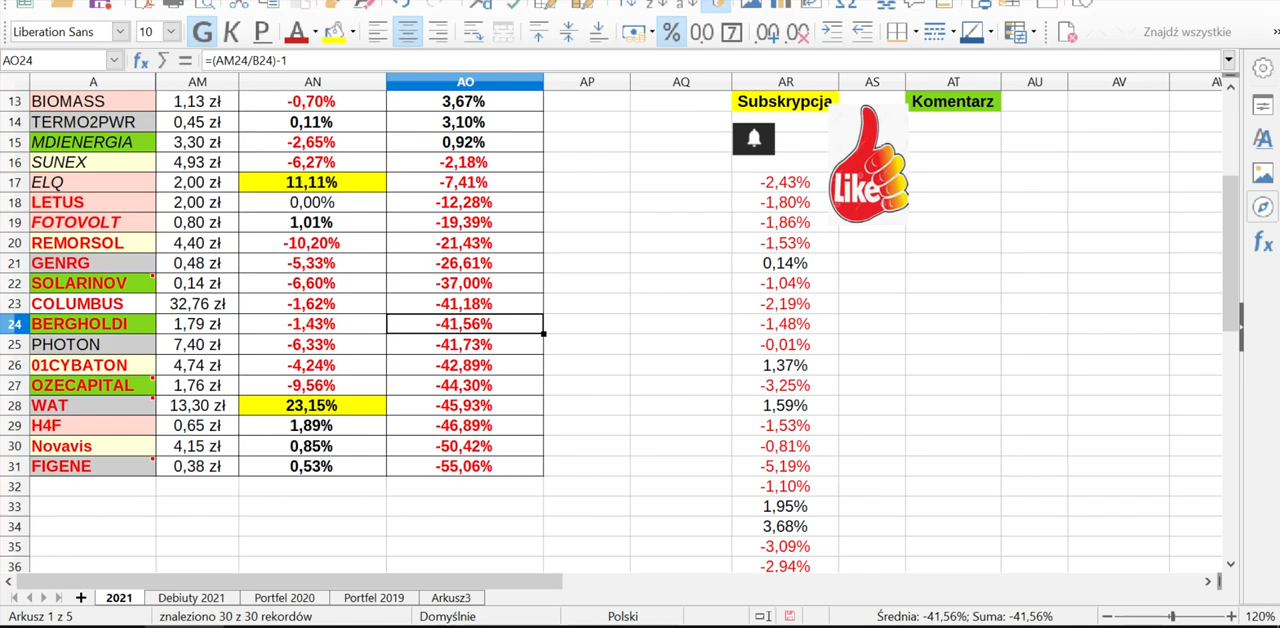 Liberation Sans 10 G K P A % 0,0 7 Znajdź wszystkie
AO24 fx Σ = =(AM24/B24)-1
A AM AN AO AP AQ AR AS AT AU AV
13 BIOMASS 1,13 zł -0,70% 3,67% Subskrypcja Komentarz
14 TERMO2PWR 0,45 zł 0,11% 3,10%
15 MDIENERGIA 3,30 zł -2,65% 0,92%
16 SUNEX 4,93 zł -6,27% -2,18%
Like
17 ELQ 2,00 zł 11,11% -7,41% -2,43%
18 LETUS 2,00 zł 0,00% -12,28% -1,80%
19 FOTOVOLT 0,80 zł 1,01% -19,39% -1,86%
20 REMORSOL 4,40 zł -10,20% -21,43% -1,53%
21 GENRG 0,48 zł -5,33% -26,61% 0,14%
22 SOLARINOV 0,14 zł -6,60% -37,00% -1,04%
23 COLUMBUS 32,76 zł -1,62% -41,18% -2,19%
24 BERGHOLDI 1,79 zł -1,43% -41,56% -1,48%
25 PHOTON 7,40 zł -6,33% -41,73% -0,01%
26 01CYBATON 4,74 zł -4,24% -42,89% 1,37%
27 OZECAPITAL 1,76 zł -9,56% -44,30% -3,25%
28 WAT 13,30 zł 23,15% -45,93% 1,59%
29 H4F 0,65 zł 1,89% -46,89% -1,53%
30 Novavis 4,15 zł 0,85% -50,42% -0,81%
31 FIGENE 0,38 zł 0,53% -55,06% -5,19%
32 -1,10%
33 1,95%
34 3,68%
35 -3,09%
36 -2,94%
2021 Debiuty 2021 Portfel 2020 Portfel 2019 Arkusz3
Arkusz 1 z 5 znaleziono 30 z 30 rekordów Domyślnie Polski Średnia: -41,56%; Suma: -41,56% 120%